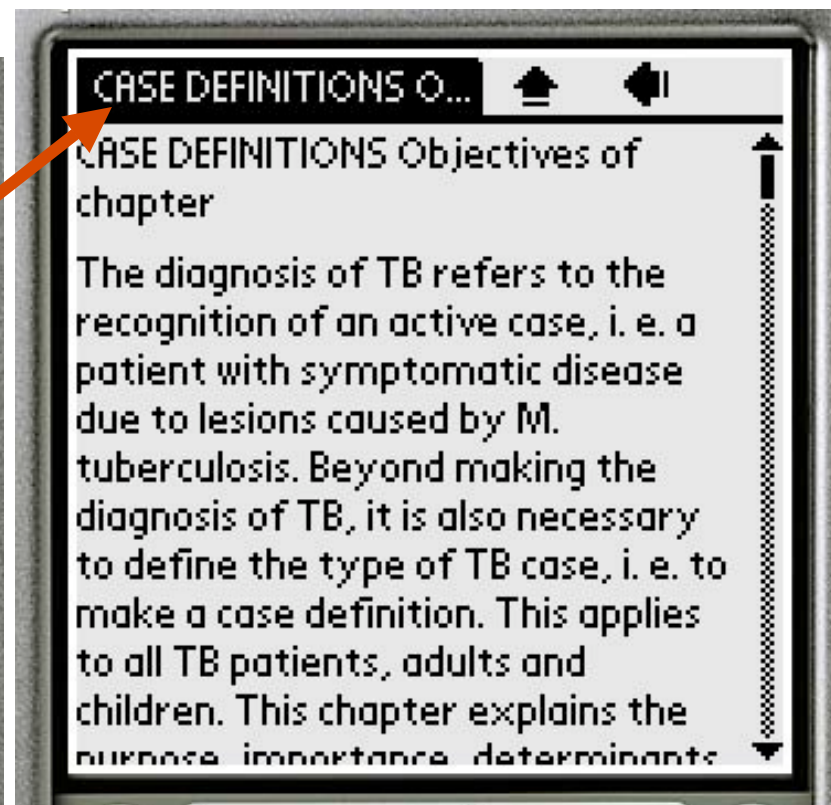 CASE DEFINITIONS O...
CASE DEFINITIONS Objectives of
chapter
The diagnosis of TB refers to the
recognition of an active case, i. e. a
patient with symptomatic disease
due to lesions caused by M.
tuberculosis. Beyond making the
diagnosis of TB, it is also necessary
to define the type of TB case, i. e. to
make a case definition. This applies
to all TB patients, adults and
children. This chapter explains the
purpose, importance, determinants